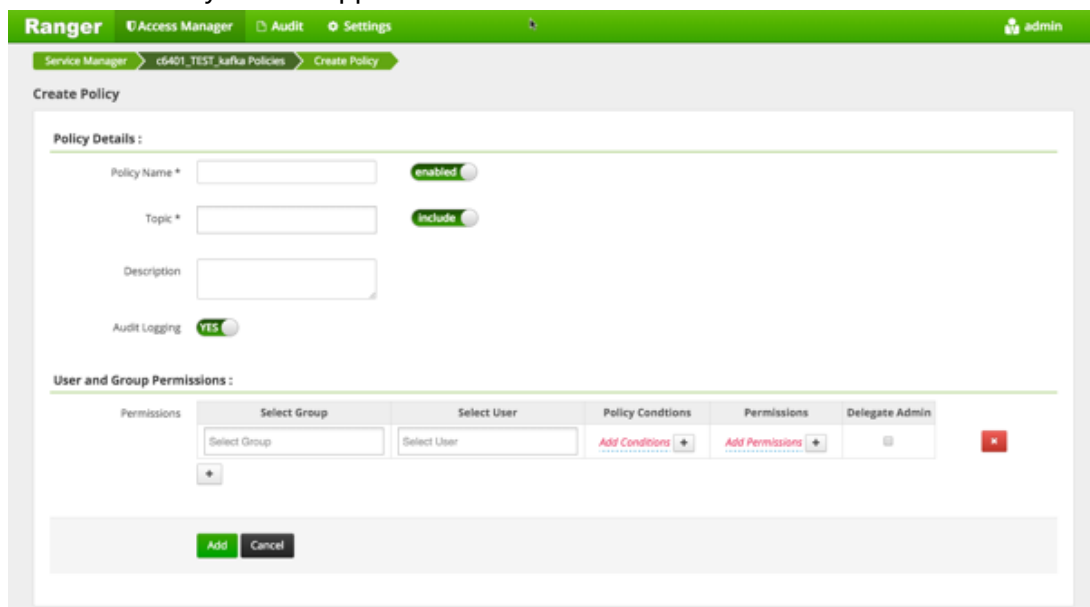 Ranger Access Manager Audit Settings admin
Service Manager c6401_TEST_kafka Policies Create Policy
Create Policy
Policy Details :
Policy Name * enabled
Topic * include
Description
Audit Logging YES
User and Group Permissions :
Permissions Select Group Select User Policy Condtions Permissions Delegate Admin
Select Group Select User Add Conditions + Add Permissions +
+
Add Cancel